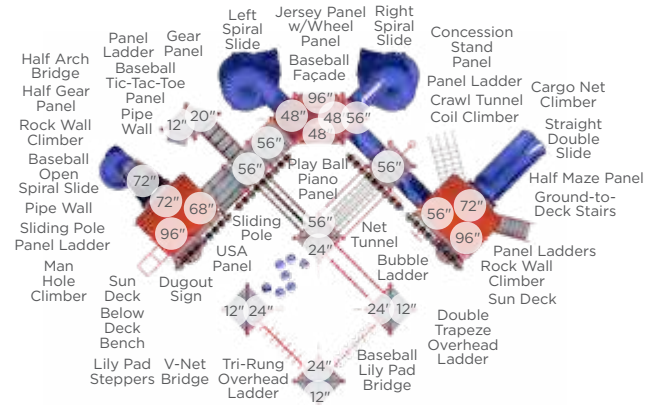 Left
Spiral
Slide
Jersey Panel
w/Wheel
Panel
Right
Spiral
Slide
Baseball
Façade
Gear
Panel
Panel
Ladder
Baseball
Tic-Tac-Toe
Panel
Pipe
Wall
Half Arch
Bridge
Half Gear
Panel
Rock Wall
Climber
Baseball
Open
Spiral Slide
Pipe Wall
Sliding Pole
Panel Ladder
Man
Hole
Climber
Sun
Deck
Below
Deck
Bench
Dugout
Sign
Lily Pad
Steppers
V-Net
Bridge
Tri-Rung
Overhead
Ladder
USA
Panel
Sliding
Pole
Play Ball
Piano
Panel
Net
Tunnel
Bubble
Ladder
Baseball
Lily Pad
Bridge
Double
Trapeze
Overhead
Ladder
Concession
Stand
Panel
Panel Ladder
Crawl Tunnel
Coil Climber
Cargo Net
Climber
Straight
Double
Slide
Half Maze Panel
Ground-to-
Deck Stairs
Panel Ladders
Rock Wall
Climber
Sun Deck
12" 20"
96"
48" 48 56"
48
56"
56"
56"
72"
72"
68"
96"
56"
24"
56" 72"
96"
12" 24"
24" 12"
24"
12"